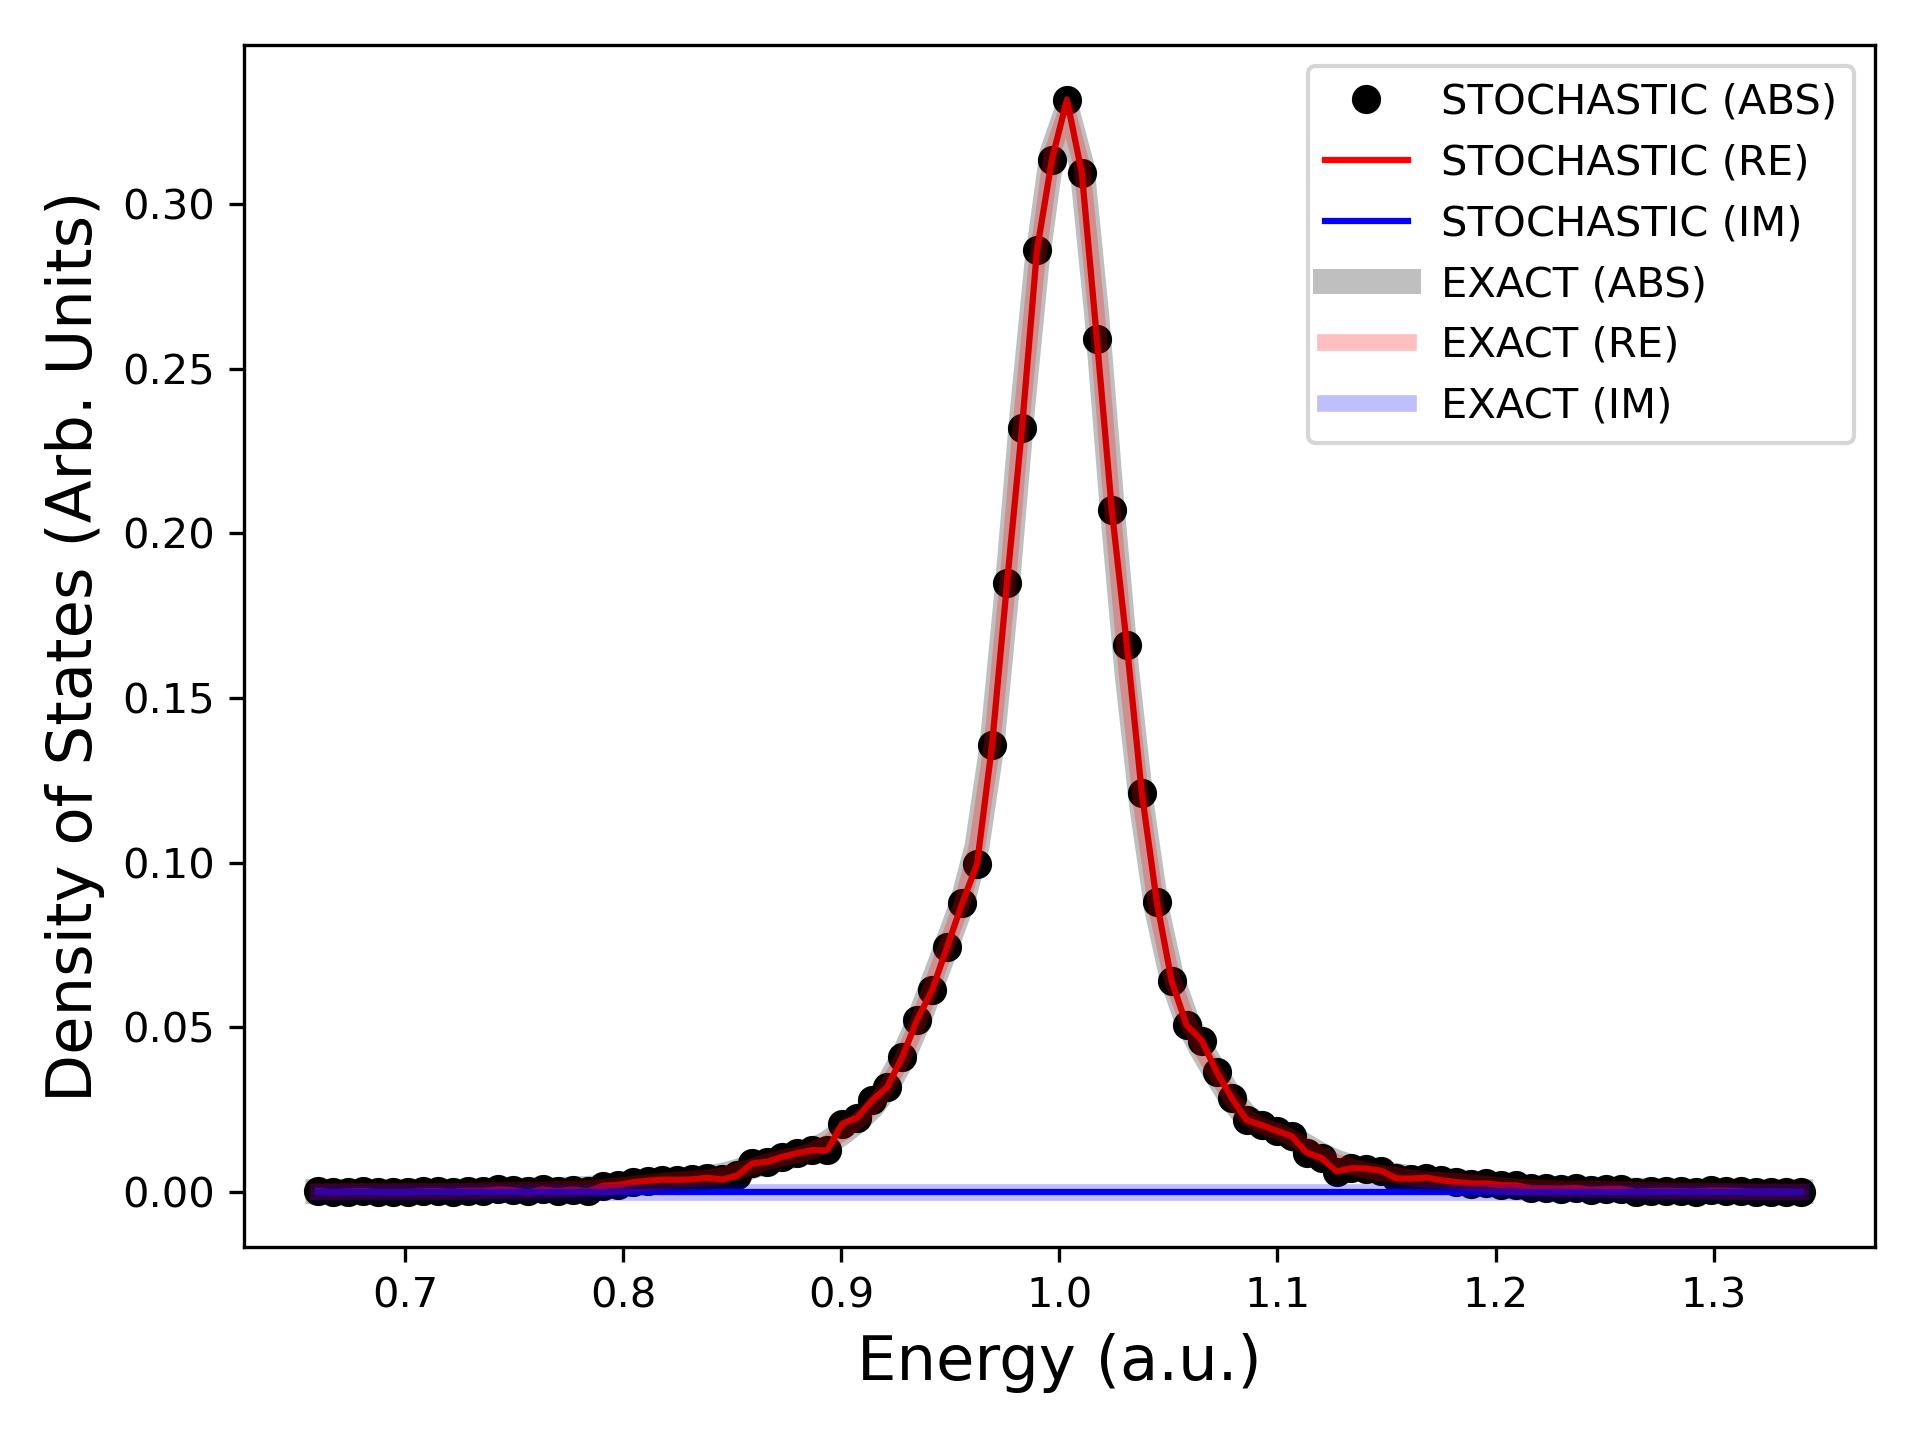 STOCHASTIC (ABS)
STOCHASTIC (RE)
STOCHASTIC (IM)
EXACT (ABS)
EXACT (RE)
EXACT (IM)
Density of States (Arb. Units)
0.30
0.25
0.20
0.15
0.10
0.05
0.00
0.7 0.8 0.9 1.0 1.1 1.2 1.3
Energy (a.u.)